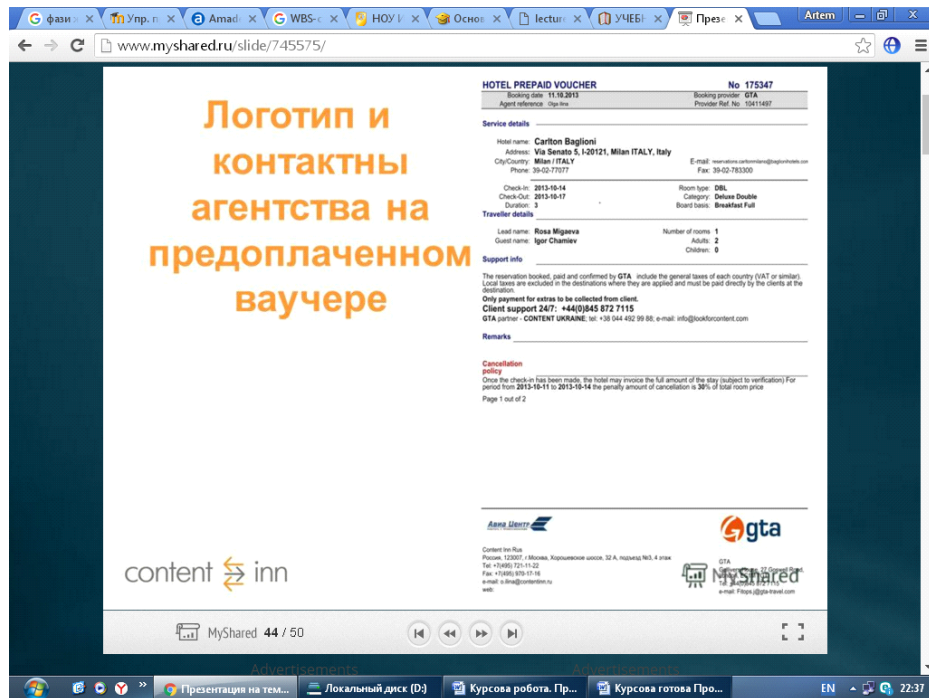 фази
Упр. п
Amad
WBS-
НОУ И
Основ
lecture
УЧЕБ
Презе
Artem
www.myshared.ru/slide/745575/
Логотип и
контактны
агентства на
предоплаченном
ваучере
content inn
HOTEL PREPAID VOUCHER No 175347
Booking date 11.10.2013 Booking provider GTA
Agent reference Olga Ilina Provider Ref. No 10411497
Service details
Hotel name: Carlton Baglioni
Address: Via Senato 5, I-20121, Milan ITALY, Italy
City/Country: Milan / ITALY E-mail: reservations.carltonmilano@baglionihotels.com
Phone: 39-02-77077 Fax: 39-02-783300
Check-In: 2013-10-14 Room type: DBL
Check-Out: 2013-10-17 Category: Deluxe Double
Duration: 3 Board basis: Breakfast Full
Traveller details
Lead name: Rosa Migaeva Number of rooms 1
Guest name: Igor Chamiev Adults: 2
Children: 0
Support info
The reservation booked, paid and confirmed by GTA include the general taxes of each country (VAT or similar).
Local taxes are excluded in the destinations where they are applied and must be paid directly by the clients at the
destination.
Only payment for extras to be collected from client.
Client support 24/7: +44(0)845 872 7115
GTA partner - CONTENT UKRAINE; tel: +38 044 492 99 88; e-mail: info@lookforcontent.com
Remarks
Cancellation
policy
Once the check-in has been made, the hotel may invoice the full amount of the stay (subject to verification) For
period from 2013-10-11 to 2013-10-14 the penalty amount of cancellation is 30% of total room price
Page 1 out of 2
Авиа Центр
gta
Content Inn Rus
Россия, 123007, г.Москва, Хорошевское шоссе, 32 А, подъезд №3, 4 этаж
Tel: +7(495) 721-11-22
Fax: +7(495) 979-17-16
e-mail: o.ilina@contentinn.ru
web:
GTA
27 Goswell Road,
MyShared
e-mail: Fitops.j@gta-travel.com
MyShared 44 / 50
Advertisements Advertisements
Презентация на тем...
Локальный диск (D:)
Курсова робота. Пр...
Курсова готова Про...
EN
22:37